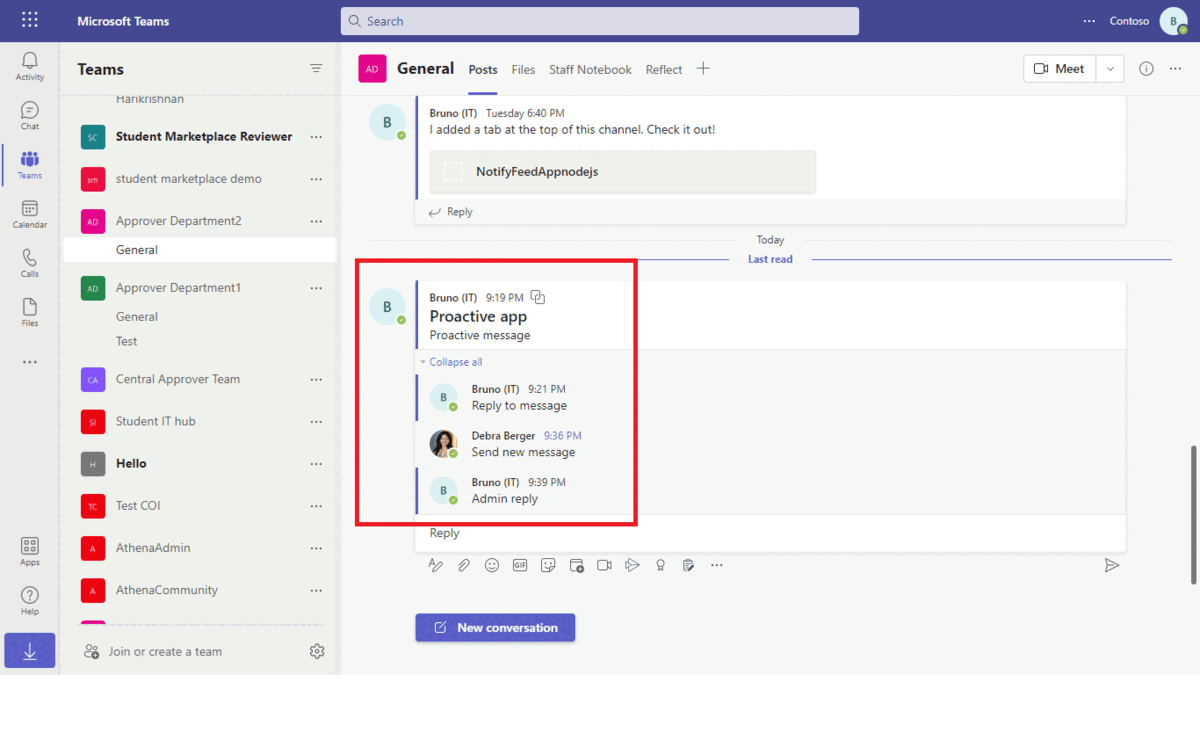 Microsoft Teams
Search
Contoso
B
Activity
Chat
Teams
Calendar
Calls
Files
Apps
Help
Teams
Harikrishnan
SC Student Marketplace Reviewer
sm student marketplace demo
AD Approver Department2
General
AD Approver Department1
General
Test
CA Central Approver Team
SI Student IT hub
H Hello
TC Test COI
A AthenaAdmin
A AthenaCommunity
Join or create a team
AD General Posts Files Staff Notebook Reflect
Meet
B
Bruno (IT) Tuesday 6:40 PM
I added a tab at the top of this channel. Check it out!
NotifyFeedAppnodejs
Reply
Today
Last read
B
Bruno (IT) 9:19 PM
Proactive app
Proactive message
Collapse all
B
Bruno (IT) 9:21 PM
Reply to message
Debra Berger 9:36 PM
Send new message
B
Bruno (IT) 9:39 PM
Admin reply
Reply
GIF
New conversation